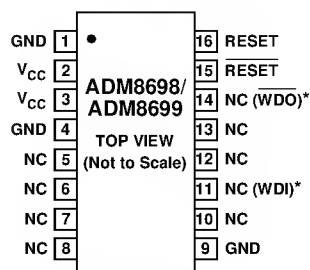 GND 1
16 RESET
VCC 2
15 RESET
VCC 3
14 NC (WDO)*
GND 4
13 NC
NC 5
12 NC
NC 6
11 NC (WDI)*
NC 7
10 NC
NC 8
9 GND
ADM8698/
ADM8699
TOP VIEW
(Not to Scale)